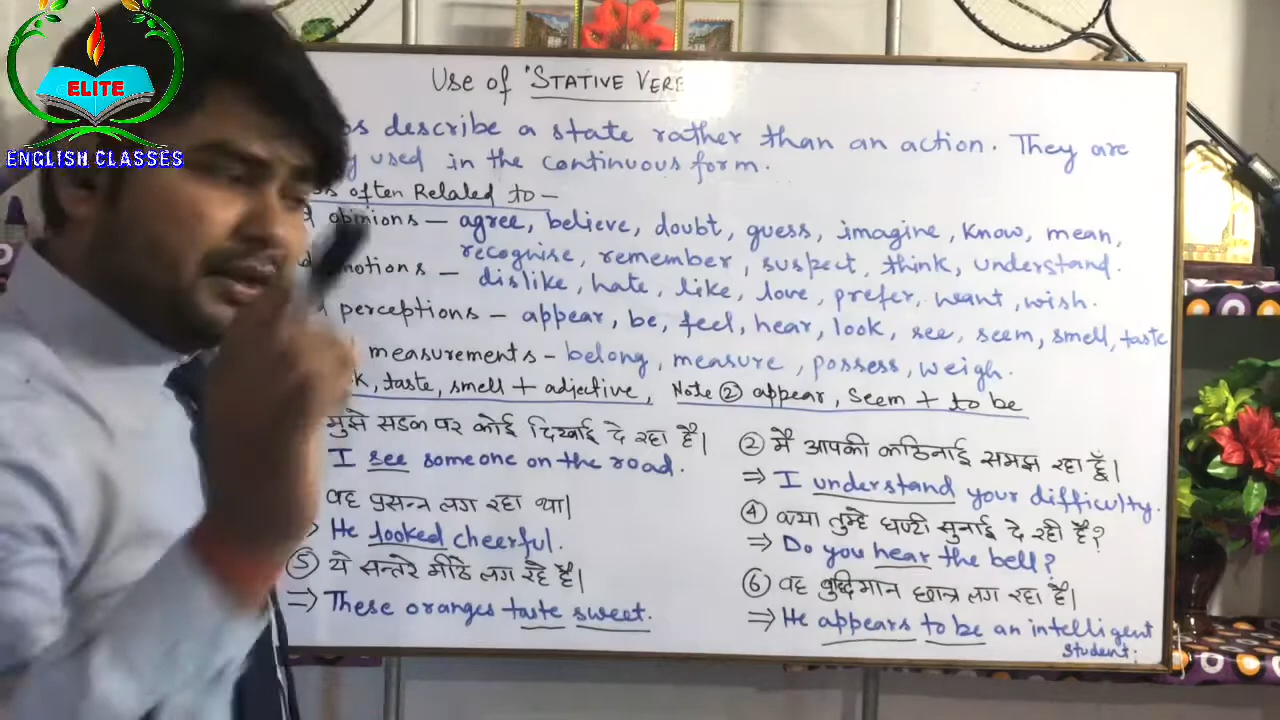 ELITE
ENGLISH CLASSES
Use of 'STATIVE VERB
describe a state rather than an action. They are
used in the continuous form.
often Related to —
opinions — agree, believe, doubt, guess, imagine, know, mean,
recognise, remember, suspect, think, understand.
emotions — dislike, hate, like, love, prefer, want, wish.
perceptions — appear, be, feel, hear, look, see, seem, smell, taste
measurements — belong, measure, possess, weigh.
taste, smell + adjective, Note ② appear, seem + to be
मुझे सडक पर कोई दिखाई दे रहा है।
I see someone on the road.
② मैं आपकी कठिनाई समझ रहा हूँ।
⇒ I understand your difficulty.
वह प्रसन्न लग रहा था।
He looked cheerful.
④ क्या तुम्हे घण्टी सुनाई दे रही है?
⇒ Do you hear the bell?
⑤ ये सन्तरे मीठे लग रहे है।
⇒ These oranges taste sweet.
⑥ वह बुद्धिमान छात्र लग रहा है।
⇒ He appears to be an intelligent
student.